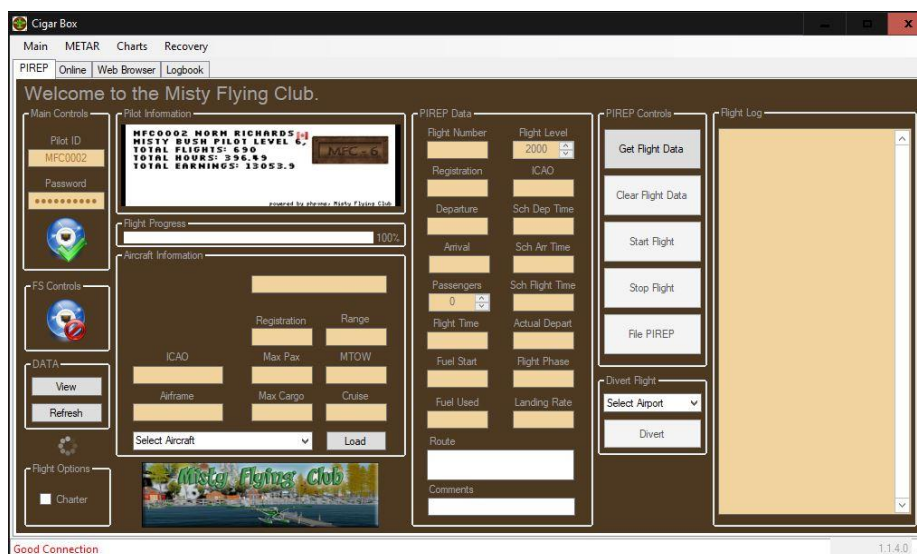 Cigar Box
Main METAR Charts Recovery
PIREP Online Web Browser Logbook
Welcome to the Misty Flying Club.
Main Controls
Pilot ID
MFC0002
Password
FS Controls
DATA
View
Refresh
Flight Options
Charter
Pilot Information
MFC0002 NORM RICHARDS
MISTY BUSH PILOT LEVEL 6,
TOTAL FLIGHTS: 690
TOTAL HOURS: 396.49
TOTAL EARNINGS: 13053.9
MFC - 6
powered by phpvms, Misty Flying Club
Flight Progress
100%
Aircraft Information
Registration Range
ICAO Max Pax MTOW
Airframe Max Cargo Cruise
Select Aircraft Load
Misty Flying Club
PIREP Data
Flight Number Flight Level
2000
Registration ICAO
Departure Sch Dep Time
Arrival Sch Arr Time
Passengers Sch Flight Time
0
Flight Time Actual Depart
Fuel Start Flight Phase
Fuel Used Landing Rate
Route
Comments
PIREP Controls
Get Flight Data
Clear Flight Data
Start Flight
Stop Flight
File PIREP
Divert Flight
Select Airport
Divert
Flight Log
Good Connection
1.1.4.0